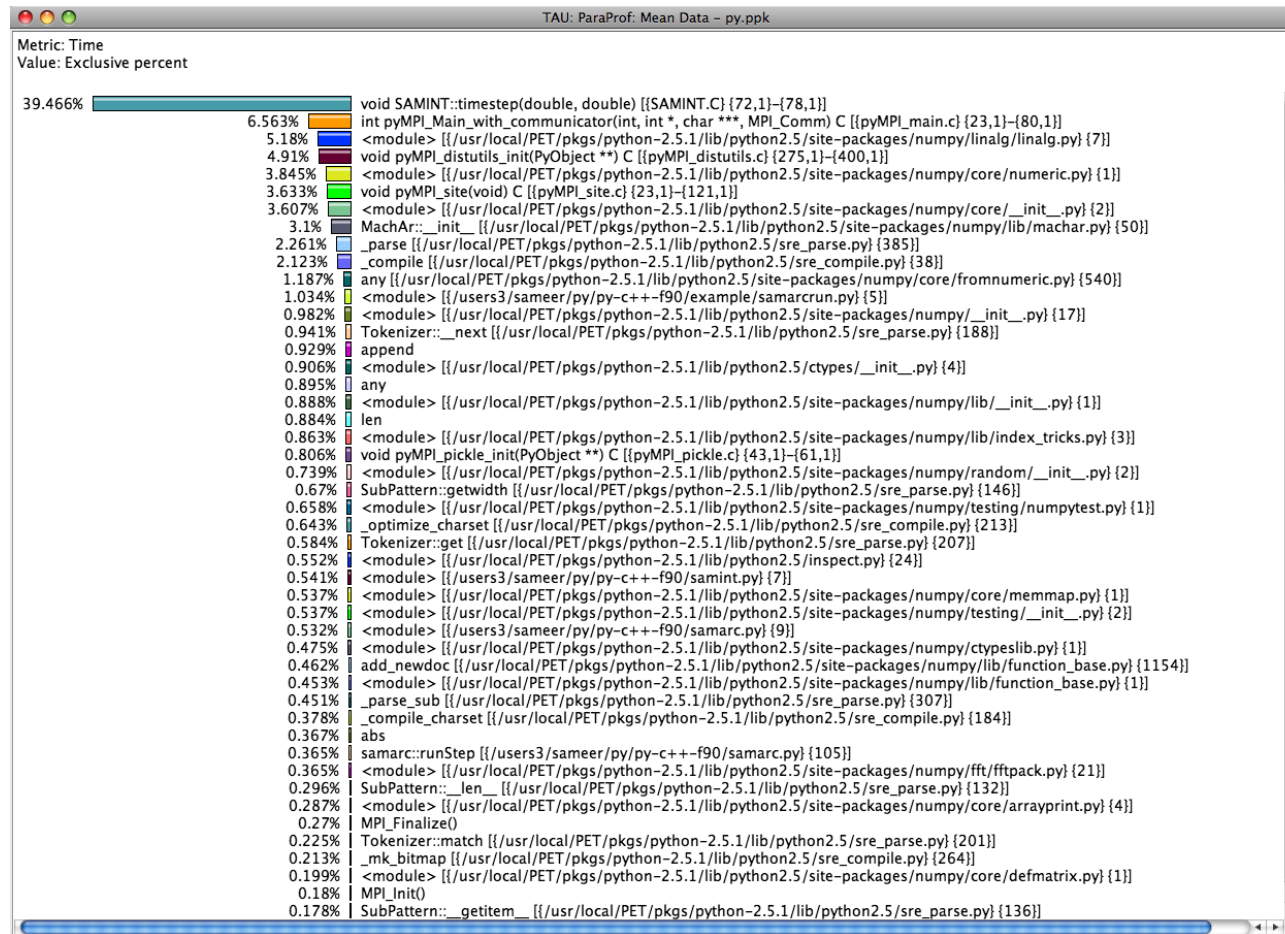 TAU: ParaProf: Mean Data – py.ppk
Metric: Time
Value: Exclusive percent
39.466% void SAMINT::timestep(double, double) [{SAMINT.C} {72,1}–{78,1}]
6.563% int pyMPI_Main_with_communicator(int, int *, char ***, MPI_Comm) C [{pyMPI_main.c} {23,1}–{80,1}]
5.18% <module> [{/usr/local/PET/pkgs/python-2.5.1/lib/python2.5/site-packages/numpy/linalg/linalg.py} {7}]
4.91% void pyMPI_distutils_init(PyObject **) C [{pyMPI_distutils.c} {275,1}–{400,1}]
3.845% <module> [{/usr/local/PET/pkgs/python-2.5.1/lib/python2.5/site-packages/numpy/core/numeric.py} {1}]
3.633% void pyMPI_site(void) C [{pyMPI_site.c} {23,1}–{121,1}]
3.607% <module> [{/usr/local/PET/pkgs/python-2.5.1/lib/python2.5/site-packages/numpy/core/__init__.py} {2}]
3.1% MachAr::__init__ [{/usr/local/PET/pkgs/python-2.5.1/lib/python2.5/site-packages/numpy/lib/machar.py} {50}]
2.261% _parse [{/usr/local/PET/pkgs/python-2.5.1/lib/python2.5/sre_parse.py} {385}]
2.123% _compile [{/usr/local/PET/pkgs/python-2.5.1/lib/python2.5/sre_compile.py} {38}]
1.187% any [{/usr/local/PET/pkgs/python-2.5.1/lib/python2.5/site-packages/numpy/core/fromnumeric.py} {540}]
1.034% <module> [{/users3/sameer/py/py-c++-f90/example/samarcrun.py} {5}]
0.982% <module> [{/usr/local/PET/pkgs/python-2.5.1/lib/python2.5/site-packages/numpy/__init__.py} {17}]
0.941% Tokenizer::__next [{/usr/local/PET/pkgs/python-2.5.1/lib/python2.5/sre_parse.py} {188}]
0.929% append
0.906% <module> [{/usr/local/PET/pkgs/python-2.5.1/lib/python2.5/ctypes/__init__.py} {4}]
0.895% any
0.888% <module> [{/usr/local/PET/pkgs/python-2.5.1/lib/python2.5/site-packages/numpy/lib/__init__.py} {1}]
0.884% len
0.863% <module> [{/usr/local/PET/pkgs/python-2.5.1/lib/python2.5/site-packages/numpy/lib/index_tricks.py} {3}]
0.806% void pyMPI_pickle_init(PyObject **) C [{pyMPI_pickle.c} {43,1}–{61,1}]
0.739% <module> [{/usr/local/PET/pkgs/python-2.5.1/lib/python2.5/site-packages/numpy/random/__init__.py} {2}]
0.67% SubPattern::getwidth [{/usr/local/PET/pkgs/python-2.5.1/lib/python2.5/sre_parse.py} {146}]
0.658% <module> [{/usr/local/PET/pkgs/python-2.5.1/lib/python2.5/site-packages/numpy/testing/numpytest.py} {1}]
0.643% _optimize_charset [{/usr/local/PET/pkgs/python-2.5.1/lib/python2.5/sre_compile.py} {213}]
0.584% Tokenizer::get [{/usr/local/PET/pkgs/python-2.5.1/lib/python2.5/sre_parse.py} {207}]
0.552% <module> [{/usr/local/PET/pkgs/python-2.5.1/lib/python2.5/inspect.py} {24}]
0.541% <module> [{/users3/sameer/py/py-c++-f90/samint.py} {7}]
0.537% <module> [{/usr/local/PET/pkgs/python-2.5.1/lib/python2.5/site-packages/numpy/core/memmap.py} {1}]
0.537% <module> [{/usr/local/PET/pkgs/python-2.5.1/lib/python2.5/site-packages/numpy/testing/__init__.py} {2}]
0.532% <module> [{/users3/sameer/py/py-c++-f90/samarc.py} {9}]
0.475% <module> [{/usr/local/PET/pkgs/python-2.5.1/lib/python2.5/site-packages/numpy/ctypeslib.py} {1}]
0.462% add_newdoc [{/usr/local/PET/pkgs/python-2.5.1/lib/python2.5/site-packages/numpy/lib/function_base.py} {1154}]
0.453% <module> [{/usr/local/PET/pkgs/python-2.5.1/lib/python2.5/site-packages/numpy/lib/function_base.py} {1}]
0.451% _parse_sub [{/usr/local/PET/pkgs/python-2.5.1/lib/python2.5/sre_parse.py} {307}]
0.378% _compile_charset [{/usr/local/PET/pkgs/python-2.5.1/lib/python2.5/sre_compile.py} {184}]
0.367% abs
0.365% samarc::runStep [{/users3/sameer/py/py-c++-f90/samarc.py} {105}]
0.365% <module> [{/usr/local/PET/pkgs/python-2.5.1/lib/python2.5/site-packages/numpy/fft/fftpack.py} {21}]
0.296% SubPattern::__len__ [{/usr/local/PET/pkgs/python-2.5.1/lib/python2.5/sre_parse.py} {132}]
0.287% <module> [{/usr/local/PET/pkgs/python-2.5.1/lib/python2.5/site-packages/numpy/core/arrayprint.py} {4}]
0.27% MPI_Finalize()
0.225% Tokenizer::match [{/usr/local/PET/pkgs/python-2.5.1/lib/python2.5/sre_parse.py} {201}]
0.213% _mk_bitmap [{/usr/local/PET/pkgs/python-2.5.1/lib/python2.5/sre_compile.py} {264}]
0.199% <module> [{/usr/local/PET/pkgs/python-2.5.1/lib/python2.5/site-packages/numpy/core/defmatrix.py} {1}]
0.18% MPI_Init()
0.178% SubPattern::__getitem__ [{/usr/local/PET/pkgs/python-2.5.1/lib/python2.5/sre_parse.py} {136}]